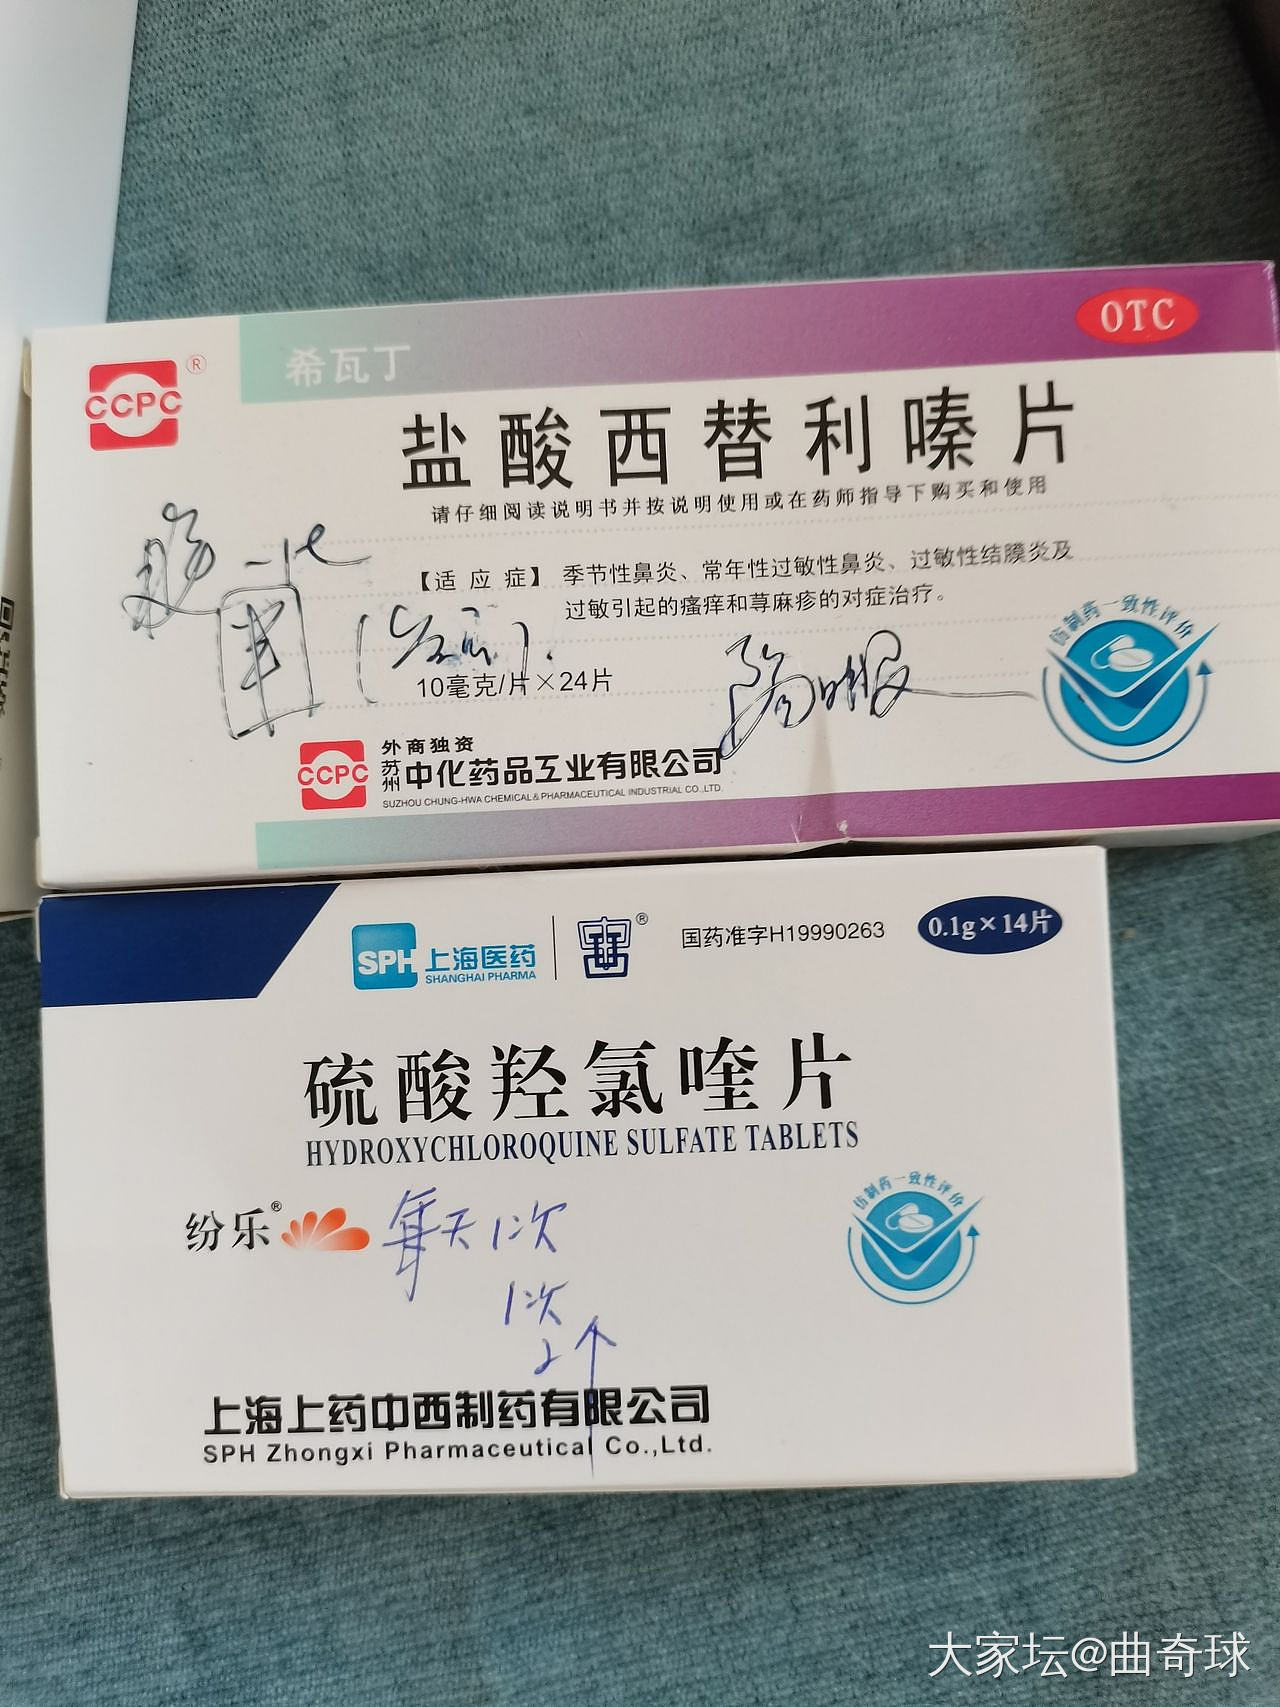 CCPC®
希瓦丁
OTC
盐酸西替利嗪片
请仔细阅读说明书并按说明使用或在药师指导下购买和使用
【适应症】季节性鼻炎、常年性过敏性鼻炎、过敏性结膜炎及
过敏引起的瘙痒和荨麻疹的对症治疗。
10毫克/片×24片
仿制药一致性评价
CCPC
外商独资
苏州中化药品工业有限公司
SUZHOU CHUNG-HWA CHEMICAL & PHARMACEUTICAL INDUSTRIAL CO.,LTD.
SPH 上海医药
SHANGHAI PHARMA
®
国药准字H19990263
0.1g×14片
硫酸羟氯喹片
HYDROXYCHLOROQUINE SULFATE TABLETS
纷乐®
每天1次
1次
2个
仿制药一致性评价
上海上药中西制药有限公司
SPH Zhongxi Pharmaceutical Co.,Ltd.
大家坛@曲奇球